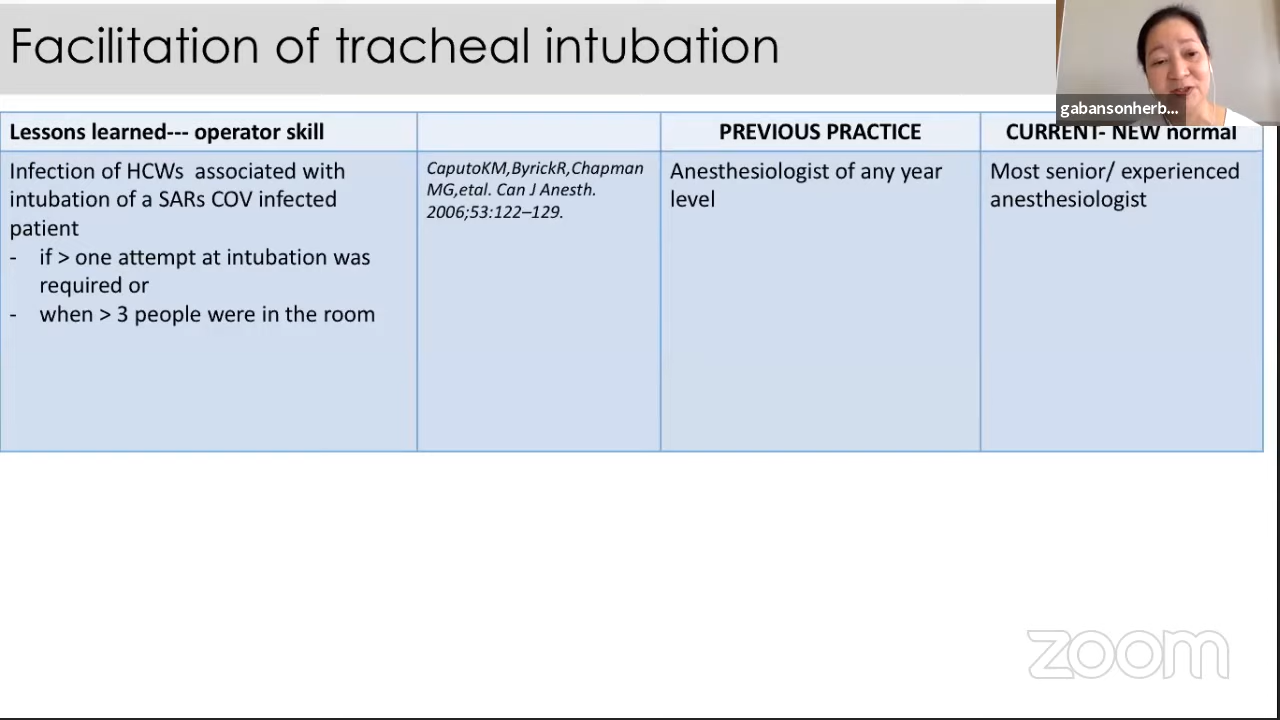 Facilitation of tracheal intubation
gabansonherb...
Lessons learned--- operator skill
PREVIOUS PRACTICE
CURRENT- NEW normal
Infection of HCWs associated with
intubation of a SARs COV infected
patient
- if > one attempt at intubation was
required or
- when > 3 people were in the room
CaputoKM,ByrickR,Chapman
MG,etal. Can J Anesth.
2006;53:122–129.
Anesthesiologist of any year
level
Most senior/ experienced
anesthesiologist
zoom